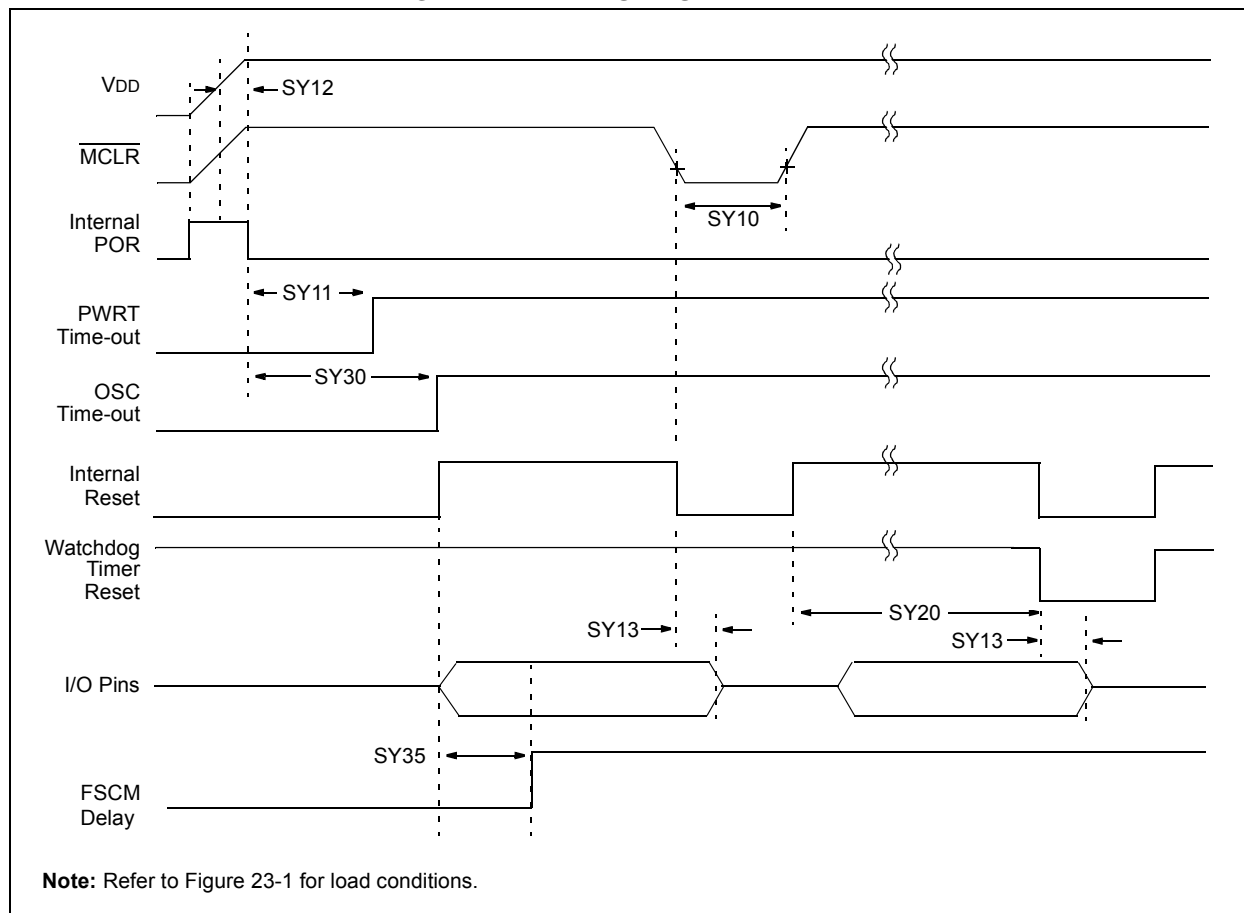 VDD
SY12
MCLR
SY10
Internal
POR
SY11
PWRT
Time-out
SY30
OSC
Time-out
Internal
Reset
Watchdog
Timer
Reset
SY20
SY13
SY13
I/O Pins
SY35
FSCM
Delay
Note: Refer to Figure 23-1 for load conditions.